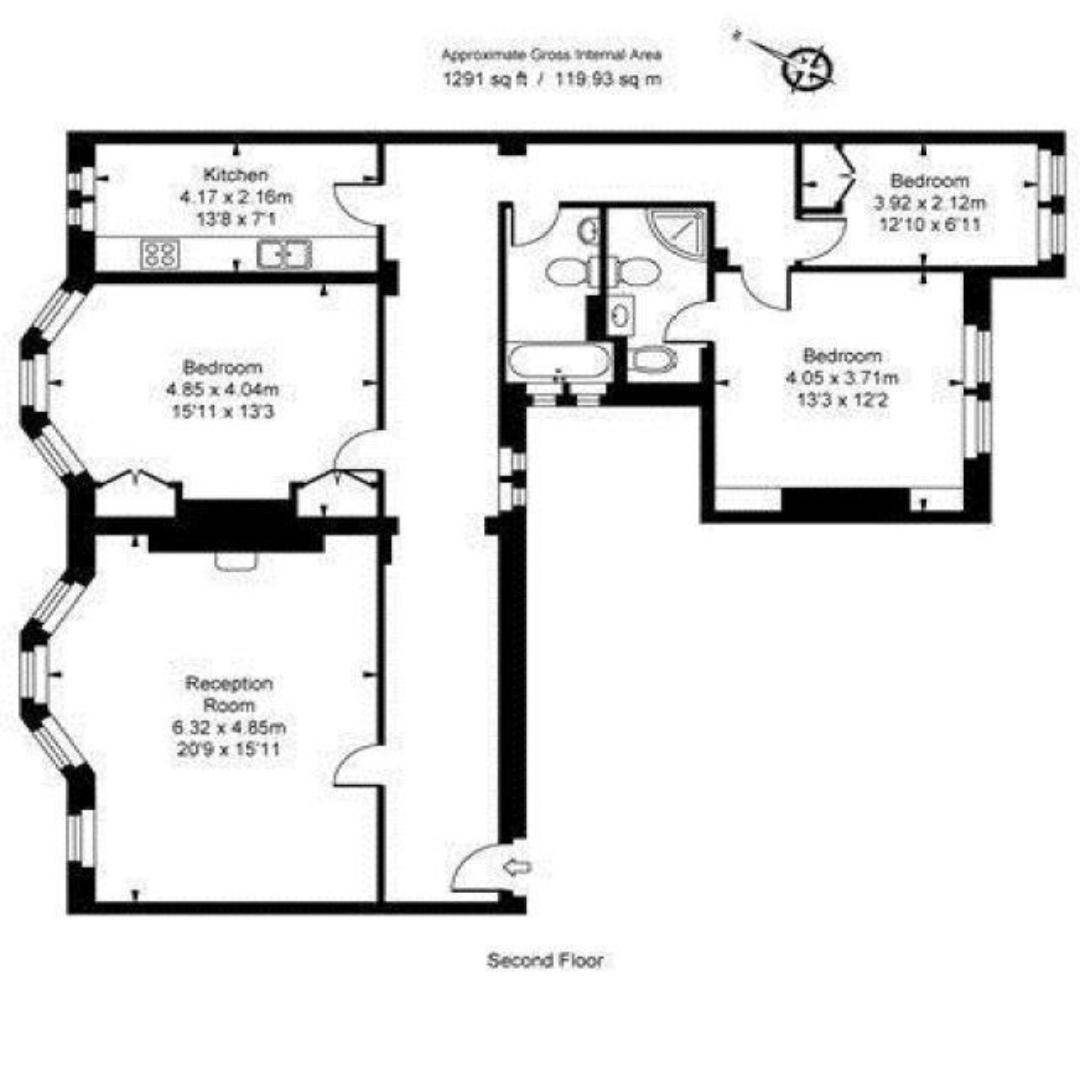 Approximate Gross Internal Area
1291 sq ft / 119.93 sq m
N
Kitchen
4.17 x 2.16m
13'8 x 7'1
Bedroom
3.92 x 2.12m
12'10 x 6'11
Bedroom
4.85 x 4.04m
15'11 x 13'3
Bedroom
4.05 x 3.71m
13'3 x 12'2
Reception
Room
6.32 x 4.85m
20'9 x 15'11
Second Floor